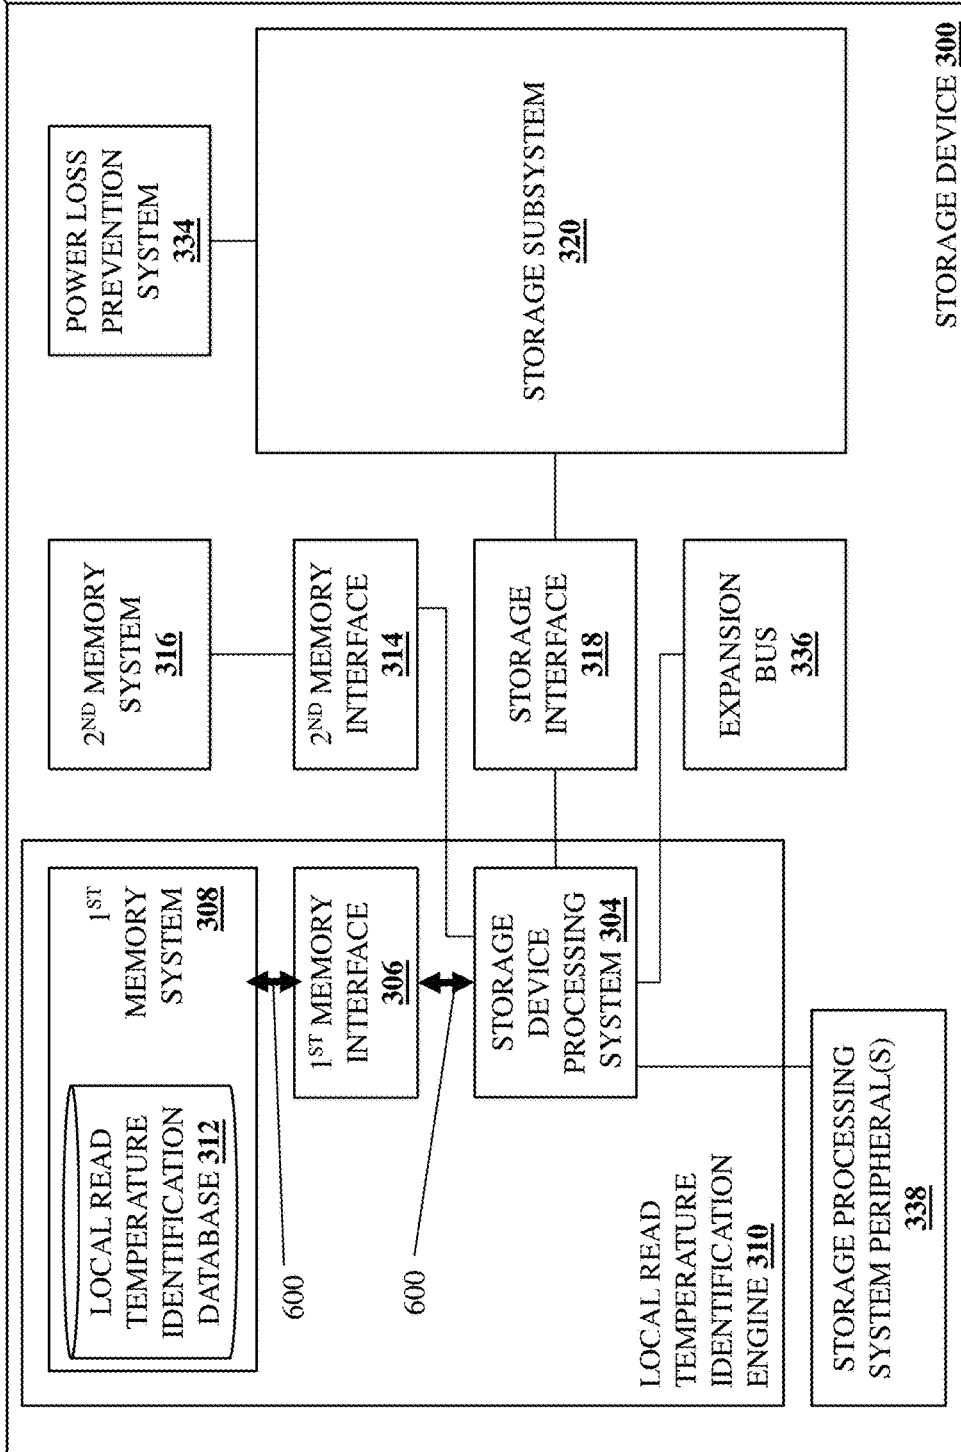 LOCAL READ
TEMPERATURE
IDENTIFICATION
DATABASE 312
1ST
MEMORY
SYSTEM
308
2ND MEMORY
SYSTEM
316
POWER LOSS
PREVENTION
SYSTEM
334
600
1ST MEMORY
INTERFACE
306
2ND MEMORY
INTERFACE
314
600
STORAGE
DEVICE
PROCESSING
SYSTEM 304
STORAGE
INTERFACE
318
STORAGE SUBSYSTEM
320
LOCAL READ
TEMPERATURE
IDENTIFICATION
ENGINE 310
EXPANSION
BUS
336
STORAGE PROCESSING
SYSTEM PERIPHERAL(S)
338
STORAGE DEVICE 300